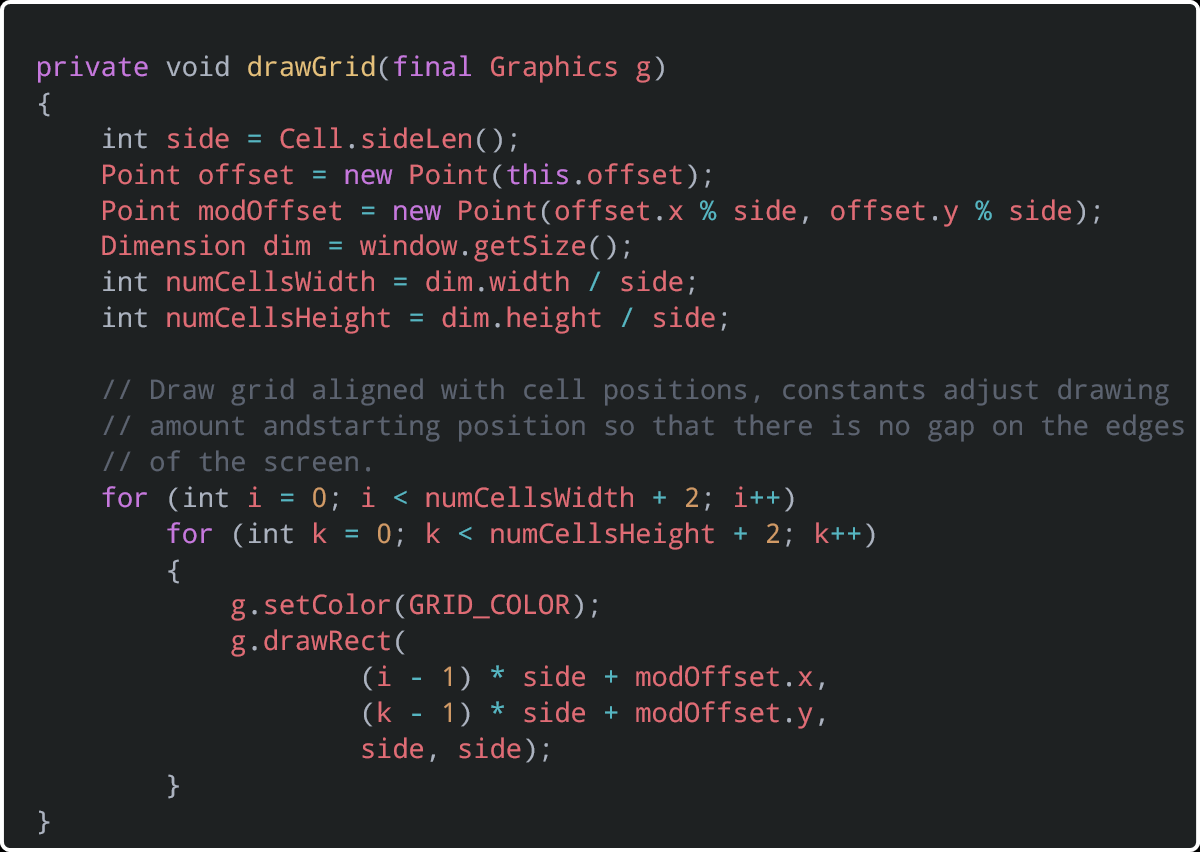 private void drawGrid(final Graphics g)
{
    int side = Cell.sideLen();
    Point offset = new Point(this.offset);
    Point modOffset = new Point(offset.x % side, offset.y % side);
    Dimension dim = window.getSize();
    int numCellsWidth = dim.width / side;
    int numCellsHeight = dim.height / side;

    // Draw grid aligned with cell positions, constants adjust drawing
    // amount andstarting position so that there is no gap on the edges
    // of the screen.
    for (int i = 0; i < numCellsWidth + 2; i++)
        for (int k = 0; k < numCellsHeight + 2; k++)
        {
            g.setColor(GRID_COLOR);
            g.drawRect(
                    (i - 1) * side + modOffset.x,
                    (k - 1) * side + modOffset.y,
                    side, side);
        }
}